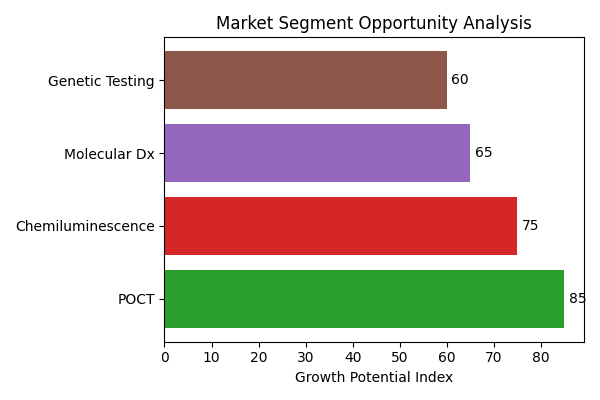 Market Segment Opportunity Analysis
Genetic Testing
60
Molecular Dx
65
Chemiluminescence
75
POCT
85
0 10 20 30 40 50 60 70 80
Growth Potential Index